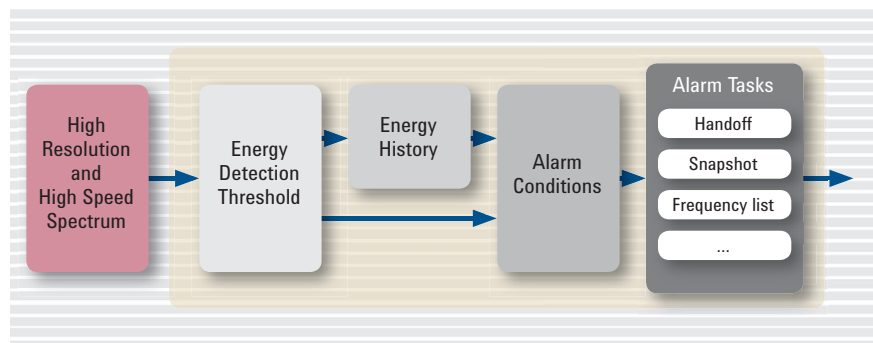 High
Resolution
and
High Speed
Spectrum
Energy
Detection
Threshold
Energy
History
Alarm
Conditions
Alarm Tasks
Handoff
Snapshot
Frequency list
...